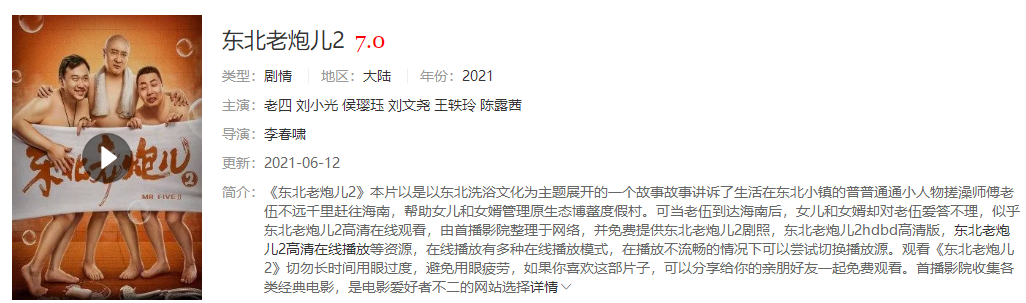 东北老炮儿2 7.0
类型：剧情 地区：大陆 年份：2021
主演：老四 刘小光 侯璎珏 刘文尧 王轶玲 陈露茜
导演：李春啸
更新：2021-06-12
简介：《东北老炮儿2》本片以是以东北洗浴文化为主题展开的一个故事故事讲诉了生活在东北小镇的普普通通小人物搓澡师傅老
伍不远千里赶往海南，帮助女儿和女婿管理原生态博鳌度假村。可当老伍到达海南后，女儿和女婿却对老伍爱答不理，似乎
东北老炮儿2高清在线观看，由首播影院整理于网络，并免费提供东北老炮儿2剧照，东北老炮儿2hdbd高清版，东北老炮
儿2高清在线播放等资源，在线播放有多种在线播放模式，在播放不流畅的情况下可以尝试切换播放源。观看《东北老炮儿
2》切勿长时间用眼过度，避免用眼疲劳，如果你喜欢这部片子，可以分享给你的亲朋好友一起免费观看。首播影院收集各
类经典电影，是电影爱好者不二的网站选择详情
东北老炮儿2
MR FIVE II